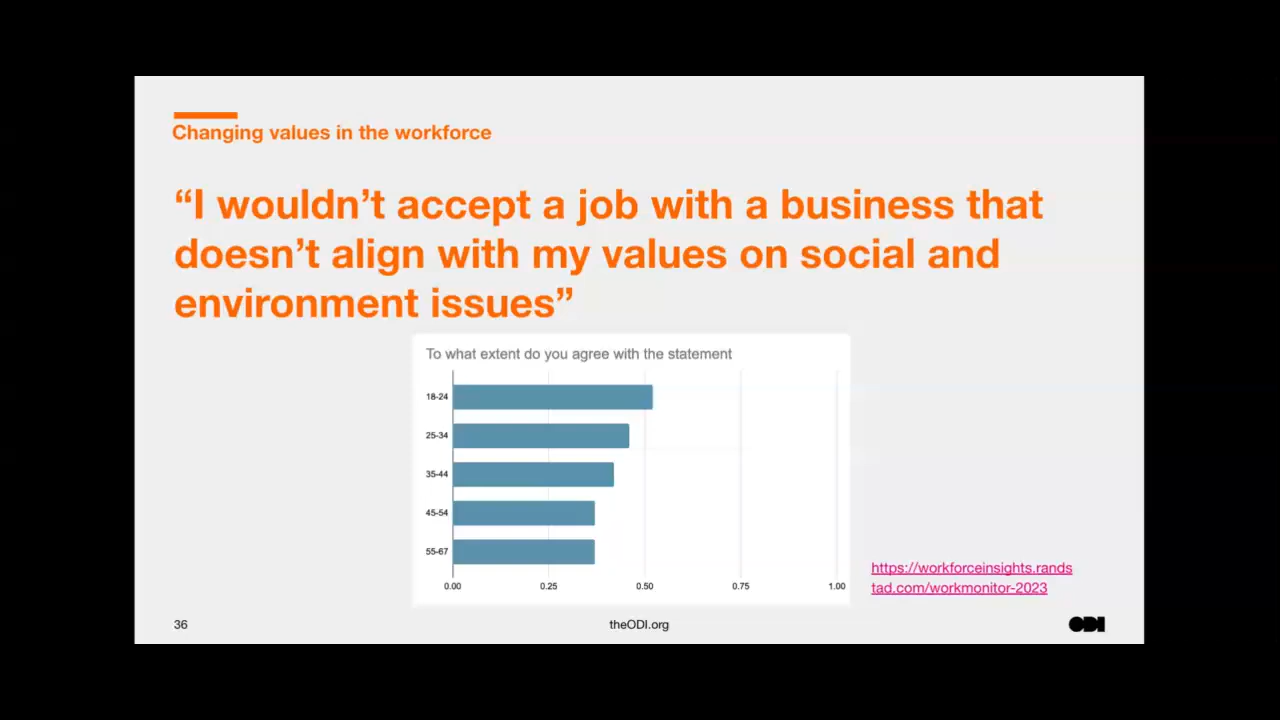 Changing values in the workforce
“I wouldn’t accept a job with a business that
doesn’t align with my values on social and
environment issues”
To what extent do you agree with the statement
18-24
25-34
35-44
45-54
55-67
0.00 0.25 0.50 0.75 1.00
https://workforceinsights.rands
tad.com/workmonitor-2023
36
theODI.org
ODI